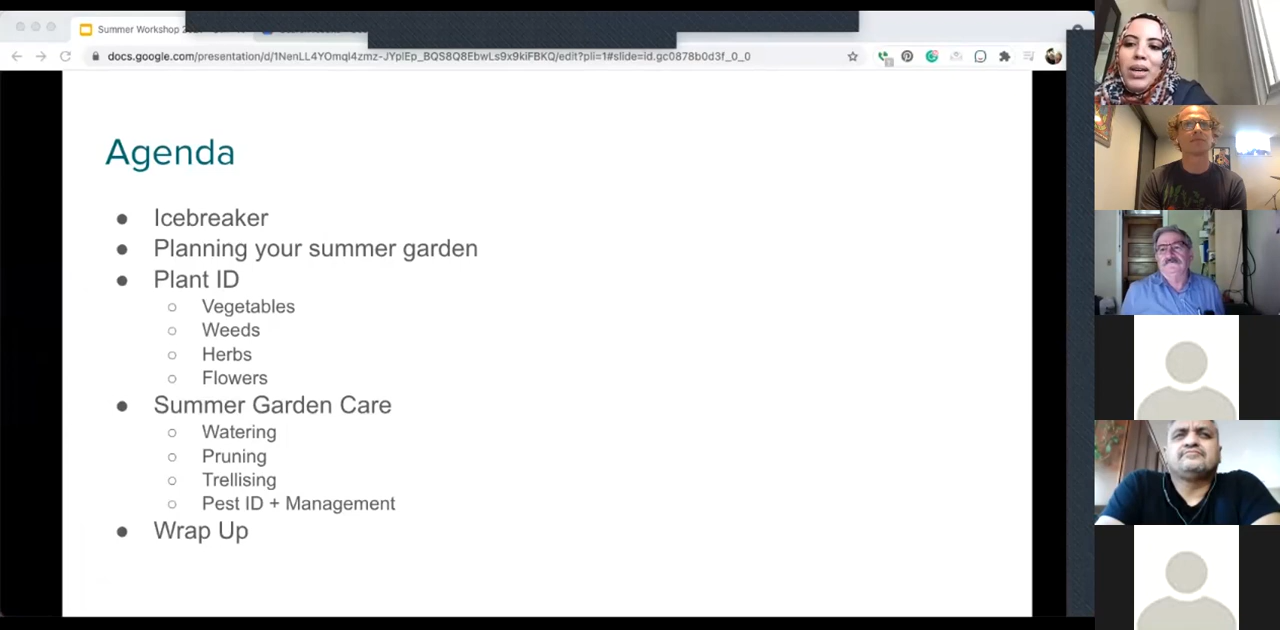 Summer Workshop
docs.google.com/presentation/d/1NenLL4YOmql4zmz-JYplEp_BQS8Q8EbwLs9x9kiFBKQ/edit?pli=1#slide=id.gc0878b0d3f_0_0
Agenda
● Icebreaker
● Planning your summer garden
● Plant ID
○ Vegetables
○ Weeds
○ Herbs
○ Flowers
● Summer Garden Care
○ Watering
○ Pruning
○ Trellising
○ Pest ID + Management
● Wrap Up